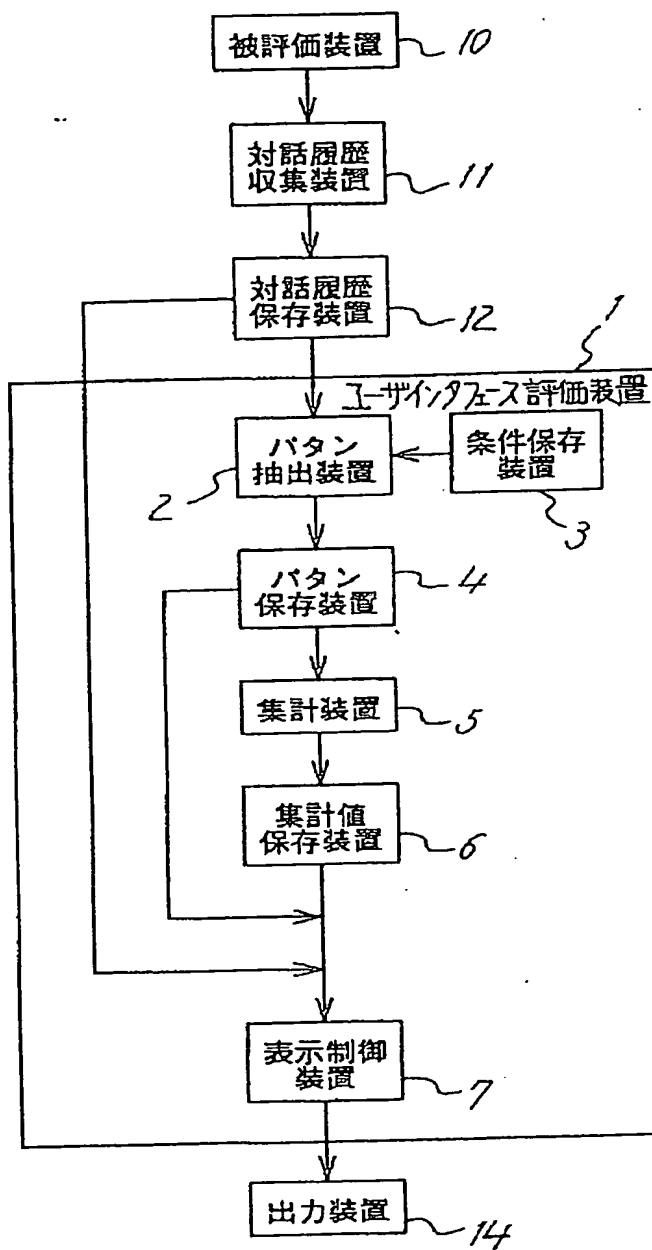 被評価装置
10
対話履歴
収集装置
11
対話履歴
保存装置
12
1
ユーザインタフェース評価装置
パタン
抽出装置
2
条件保存
装置
3
パタン
保存装置
4
集計装置
5
集計値
保存装置
6
表示制御
装置
7
出力装置
14